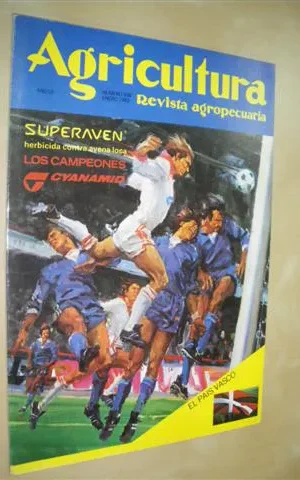 Agricultura
Revista agropecuaria
SUPERAVEN
herbicida contra avena loca
LOS CAMPEONES
CYANAMID
EL PAIS VASCO